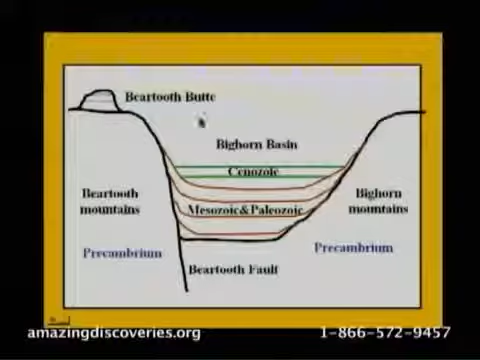 Beartooth Butte
Bighorn Basin
Cenozoic
Beartooth
mountains
Bighorn
mountains
Mesozoic&Paleozoic
Precambrium
Precambrium
Beartooth Fault
amazingdiscoveries.org
1-866-572-9457